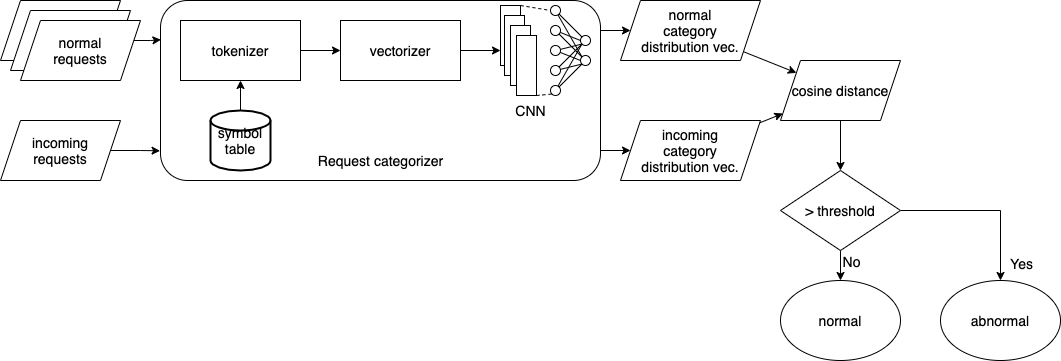 normal
requests
incoming
requests
tokenizer
vectorizer
symbol
table
CNN
Request categorizer
normal
category
distribution vec.
incoming
category
distribution vec.
cosine distance
> threshold
No
Yes
normal
abnormal